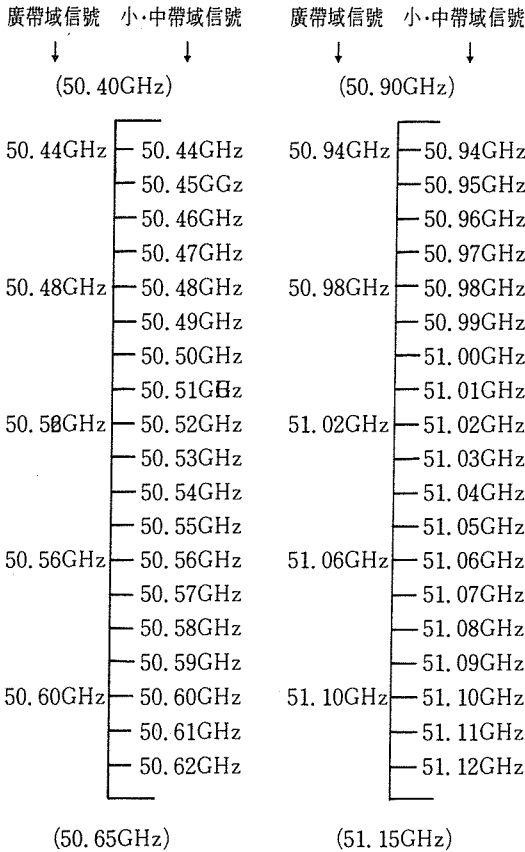 廣帶域信號 小·中帶域信號 廣帶域信號 小·中帶域信號
↓ ↓ ↓ ↓
(50.40GHz) (50.90GHz)
50.44GHz 50.44GHz 50.94GHz 50.94GHz
50.45GGz 50.95GHz
50.46GHz 50.96GHz
50.47GHz 50.97GHz
50.48GHz 50.48GHz 50.98GHz 50.98GHz
50.49GHz 50.99GHz
50.50GHz 51.00GHz
50.51GHz 51.01GHz
50.52GHz 51.02GHz 51.02GHz
50.53GHz 51.03GHz
50.54GHz 51.04GHz
50.55GHz 51.05GHz
50.56GHz 50.56GHz 51.06GHz 51.06GHz
50.57GHz 51.07GHz
50.58GHz 51.08GHz
50.59GHz 51.09GHz
50.60GHz 50.60GHz 51.10GHz 51.10GHz
50.61GHz 51.11GHz
50.62GHz 51.12GHz
(50.65GHz) (51.15GHz)